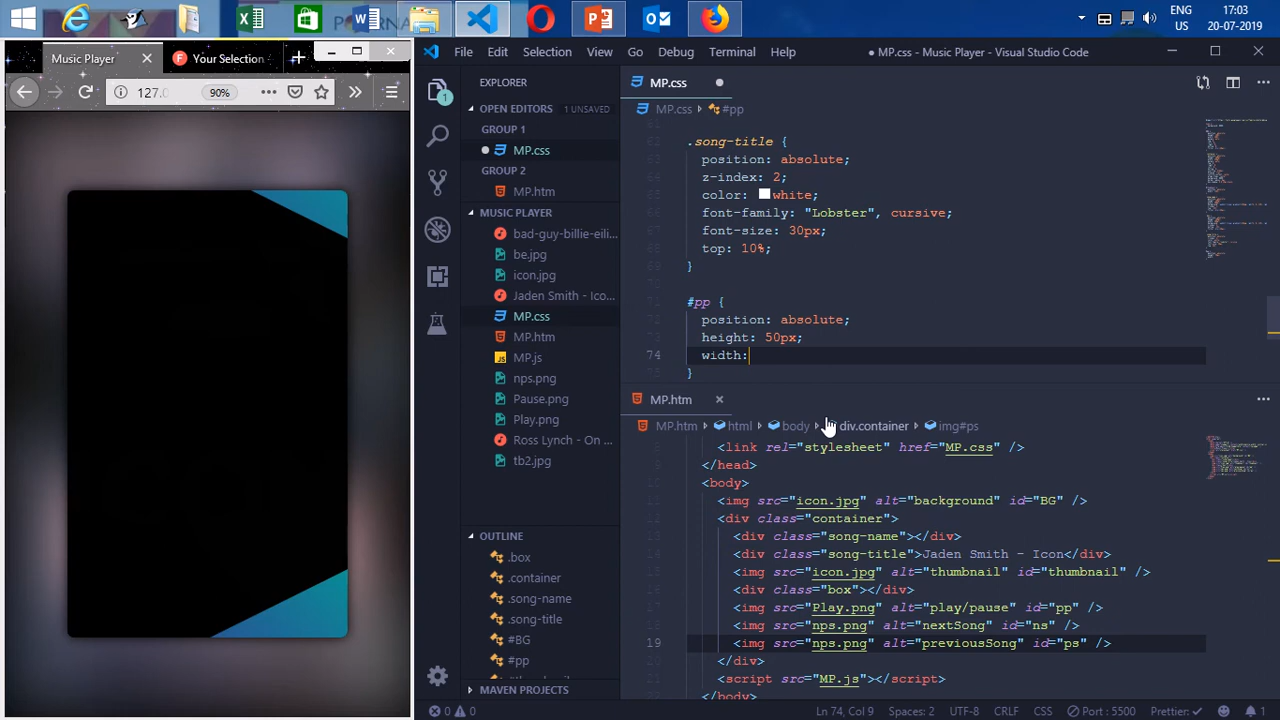 ENG
US
17:03
20-07-2019
Music Player
Your Selection
127.0
90%
File Edit Selection View Go Debug Terminal Help
● MP.css - Music Player - Visual Studio Code
EXPLORER
OPEN EDITORS 1 UNSAVED
GROUP 1
MP.css
GROUP 2
MP.htm
MUSIC PLAYER
bad-guy-billie-eili...
be.jpg
icon.jpg
Jaden Smith - Ico...
MP.css
MP.htm
MP.js
nps.png
Pause.png
Play.png
Ross Lynch - On ...
tb2.jpg
OUTLINE
.box
.container
.song-name
.song-title
#BG
#pp
MAVEN PROJECTS
MP.css
MP.css › #pp
.song-title {
position: absolute;
z-index: 2;
color: white;
font-family: "Lobster", cursive;
font-size: 30px;
top: 10%;
}
#pp {
position: absolute;
height: 50px;
74 width:
}
MP.htm
MP.htm › html › body › div.container › img#ps
<link rel="stylesheet" href="MP.css" />
</head>
<body>
<img src="icon.jpg" alt="background" id="BG" />
<div class="container">
<div class="song-name"></div>
<div class="song-title">Jaden Smith - Icon</div>
<img src="icon.jpg" alt="thumbnail" id="thumbnail" />
<div class="box"></div>
<img src="Play.png" alt="play/pause" id="pp" />
<img src="nps.png" alt="nextSong" id="ns" />
19 <img src="nps.png" alt="previousSong" id="ps" />
</div>
<script src="MP.js"></script>
</body>
0 0
Ln 74, Col 9 Spaces: 2 UTF-8 CRLF CSS Port : 5500 Prettier: ✓ 1